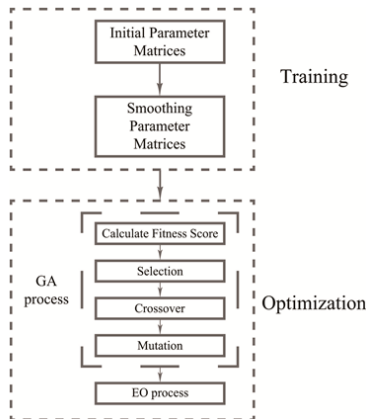 Initial Parameter
Matrices
Training
Smoothing
Parameter
Matrices
Calculate Fitness Score
GA
process
Selection
Crossover
Optimization
Mutation
EO process